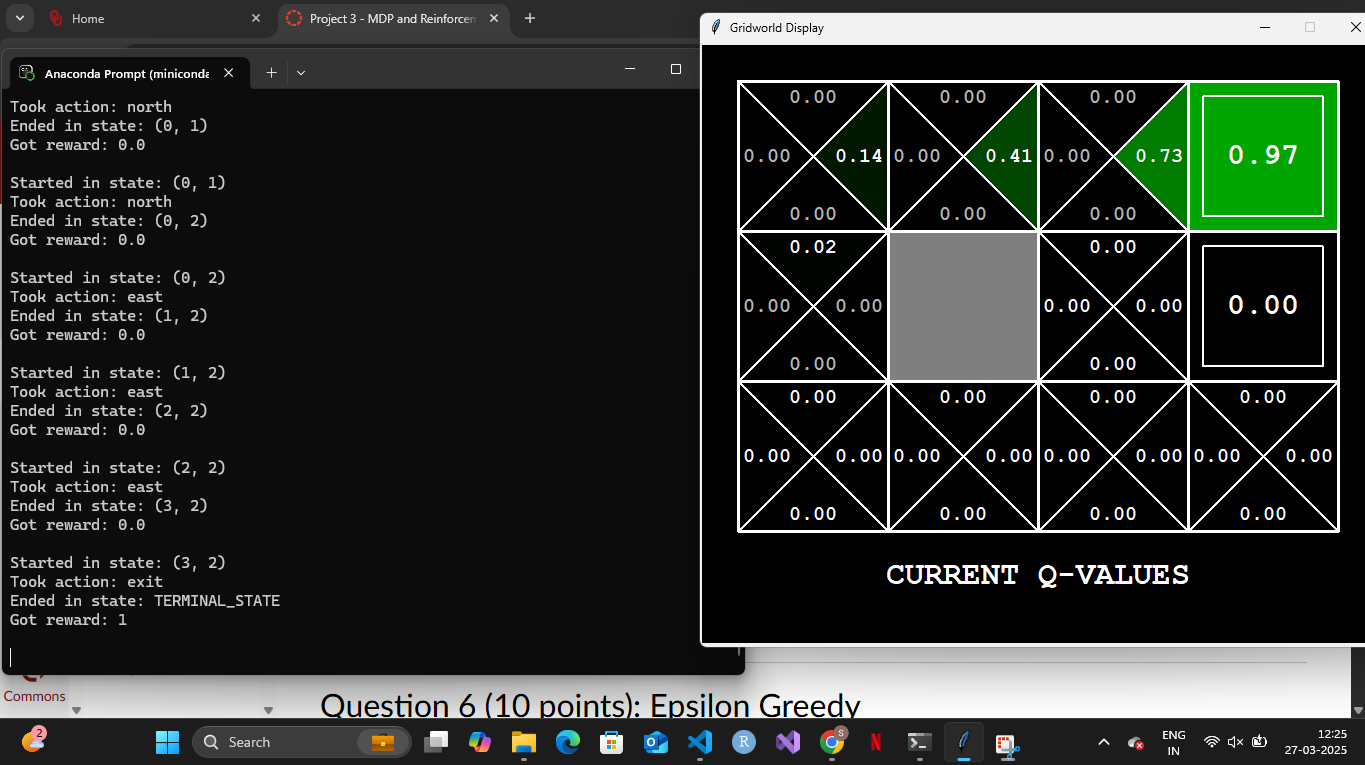 Home
Project 3 - MDP and Reinforcen
Anaconda Prompt (minicond
Took action: north
Ended in state: (0, 1)
Got reward: 0.0
Started in state: (0, 1)
Took action: north
Ended in state: (0, 2)
Got reward: 0.0
Started in state: (0, 2)
Took action: east
Ended in state: (1, 2)
Got reward: 0.0
Started in state: (1, 2)
Took action: east
Ended in state: (2, 2)
Got reward: 0.0
Started in state: (2, 2)
Took action: east
Ended in state: (3, 2)
Got reward: 0.0
Started in state: (3, 2)
Took action: exit
Ended in state: TERMINAL_STATE
Got reward: 1
Gridworld Display
0.00 0.00 0.00
0.00 0.14 0.00 0.41 0.00 0.73 0.97
0.00 0.00 0.00
0.02 0.00
0.00 0.00 0.00 0.00 0.00
0.00 0.00
0.00 0.00 0.00 0.00
0.00 0.00 0.00 0.00 0.00 0.00 0.00 0.00
0.00 0.00 0.00 0.00
CURRENT Q-VALUES
Commons
Question 6 (10 points): Epsilon Greedy
2
Search
R
S
N
ENG
IN
12:25
27-03-2025